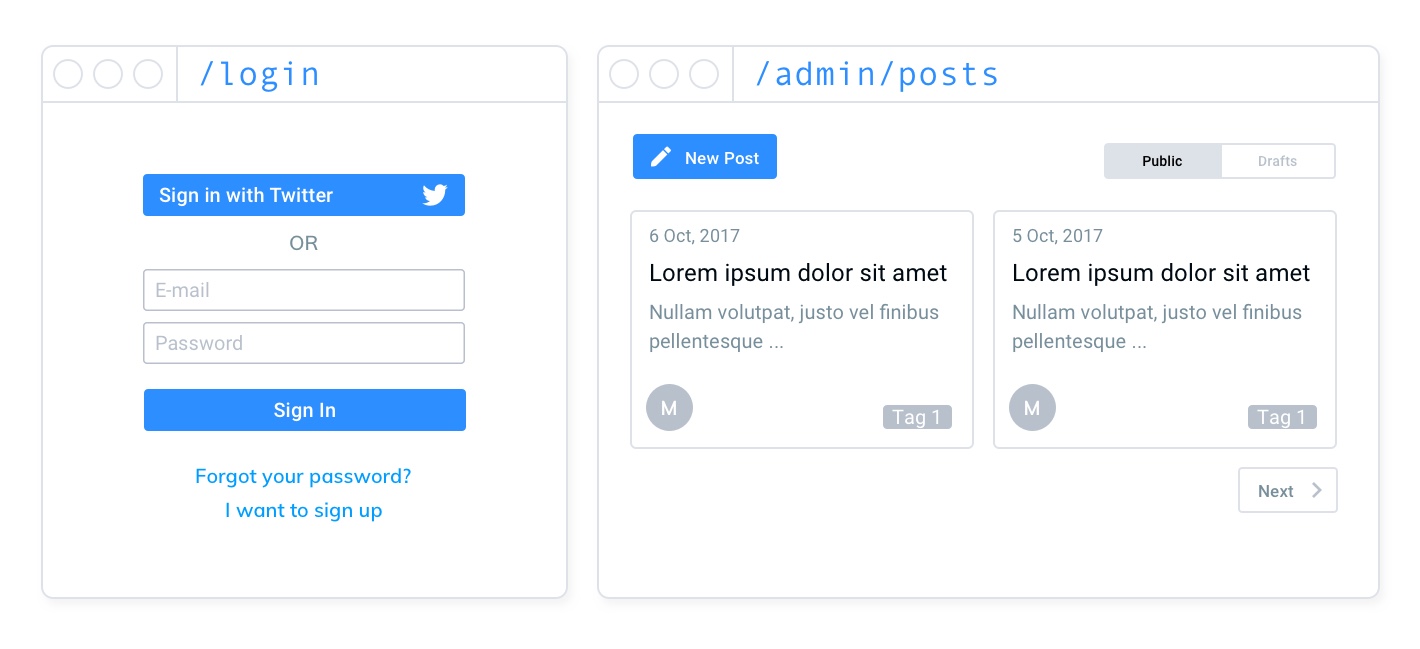 /login
Sign in with Twitter
OR
E-mail
Password
Sign In
Forgot your password?
I want to sign up
/admin/posts
New Post
Public
Drafts
6 Oct, 2017
Lorem ipsum dolor sit amet
Nullam volutpat, justo vel finibus
pellentesque ...
M
Tag 1
5 Oct, 2017
Lorem ipsum dolor sit amet
Nullam volutpat, justo vel finibus
pellentesque ...
M
Tag 1
Next